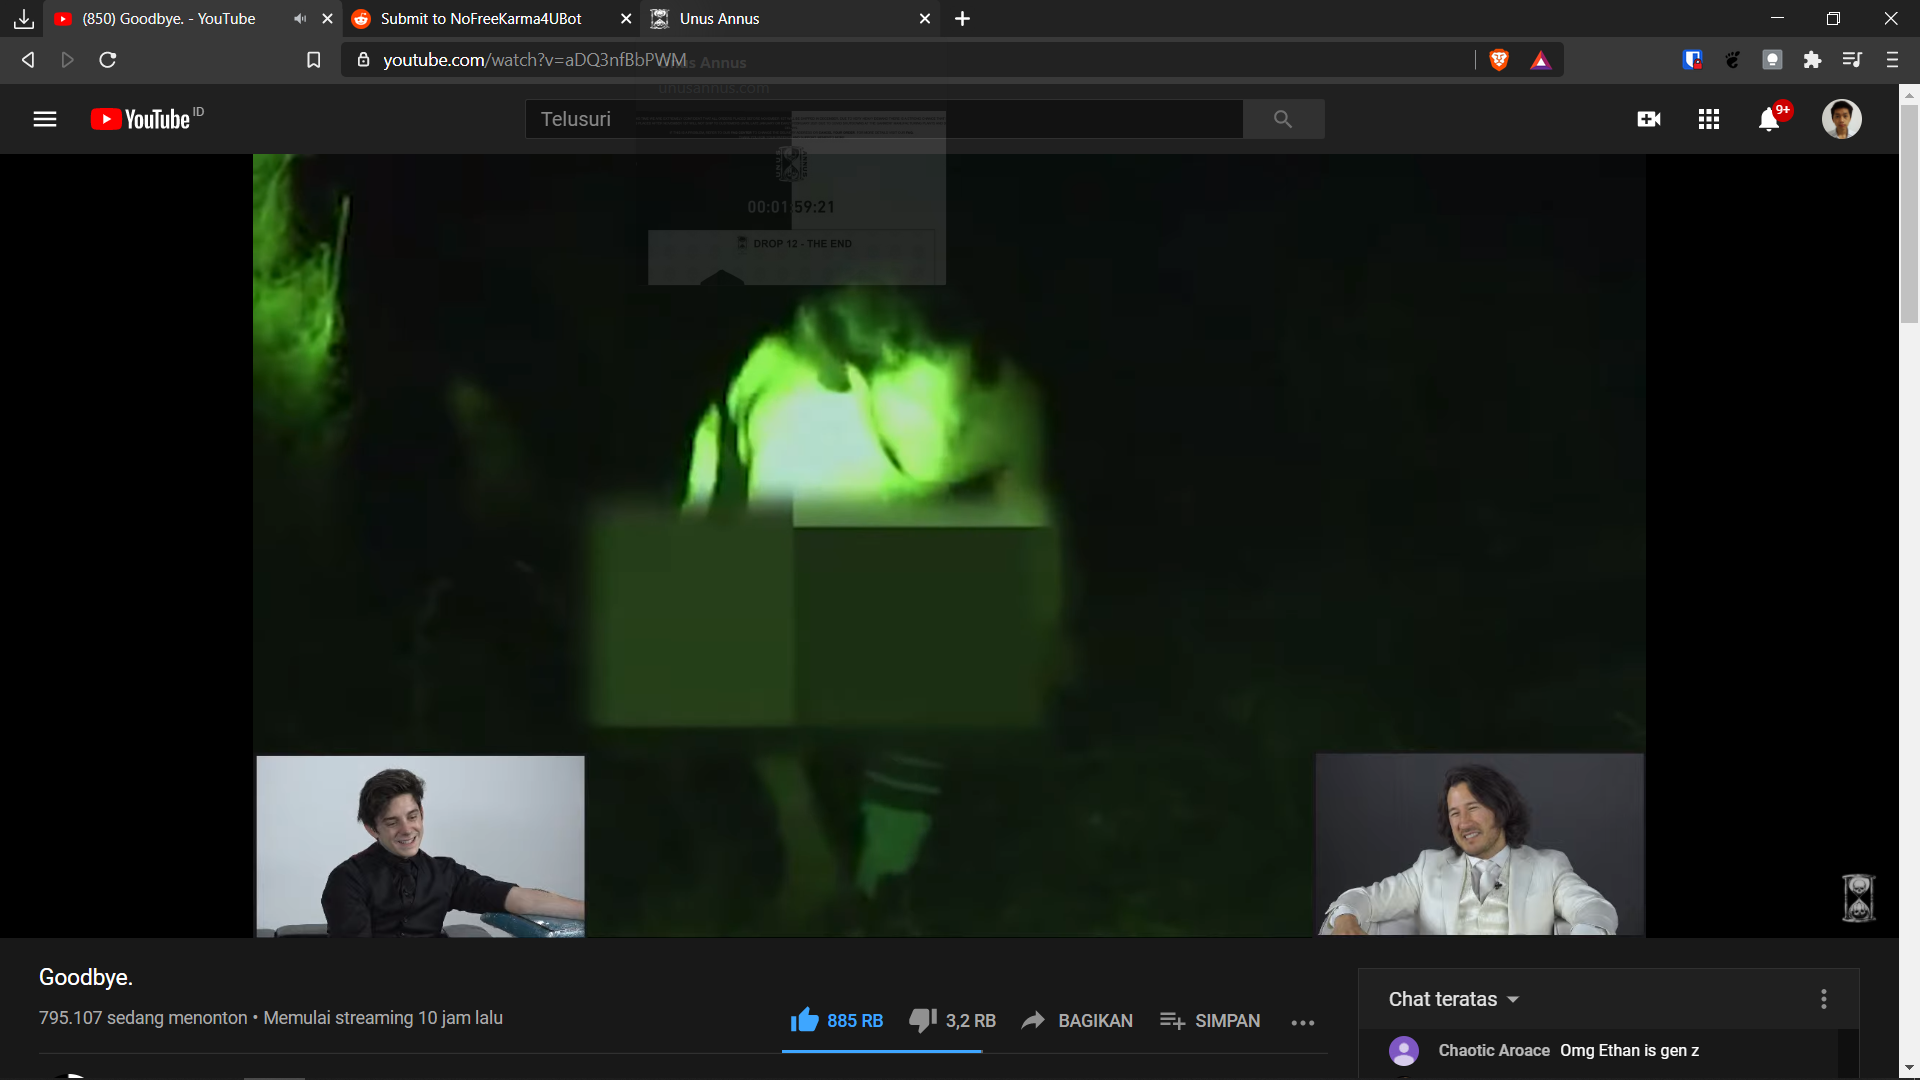 (850) Goodbye. - YouTube
Submit to NoFreeKarma4UBot
Unus Annus
youtube.com/watch?v=aDQ3nfBbPWM
Unus Annus
unusannus.com
YouTube ID
Telusuri
9+
UNUS ANNUS
00:01:59:21
DROP 12 - THE END
Goodbye.
795.107 sedang menonton • Memulai streaming 10 jam lalu
885 RB
3,2 RB
BAGIKAN
SIMPAN
Chat teratas
Chaotic Aroace Omg Ethan is gen z